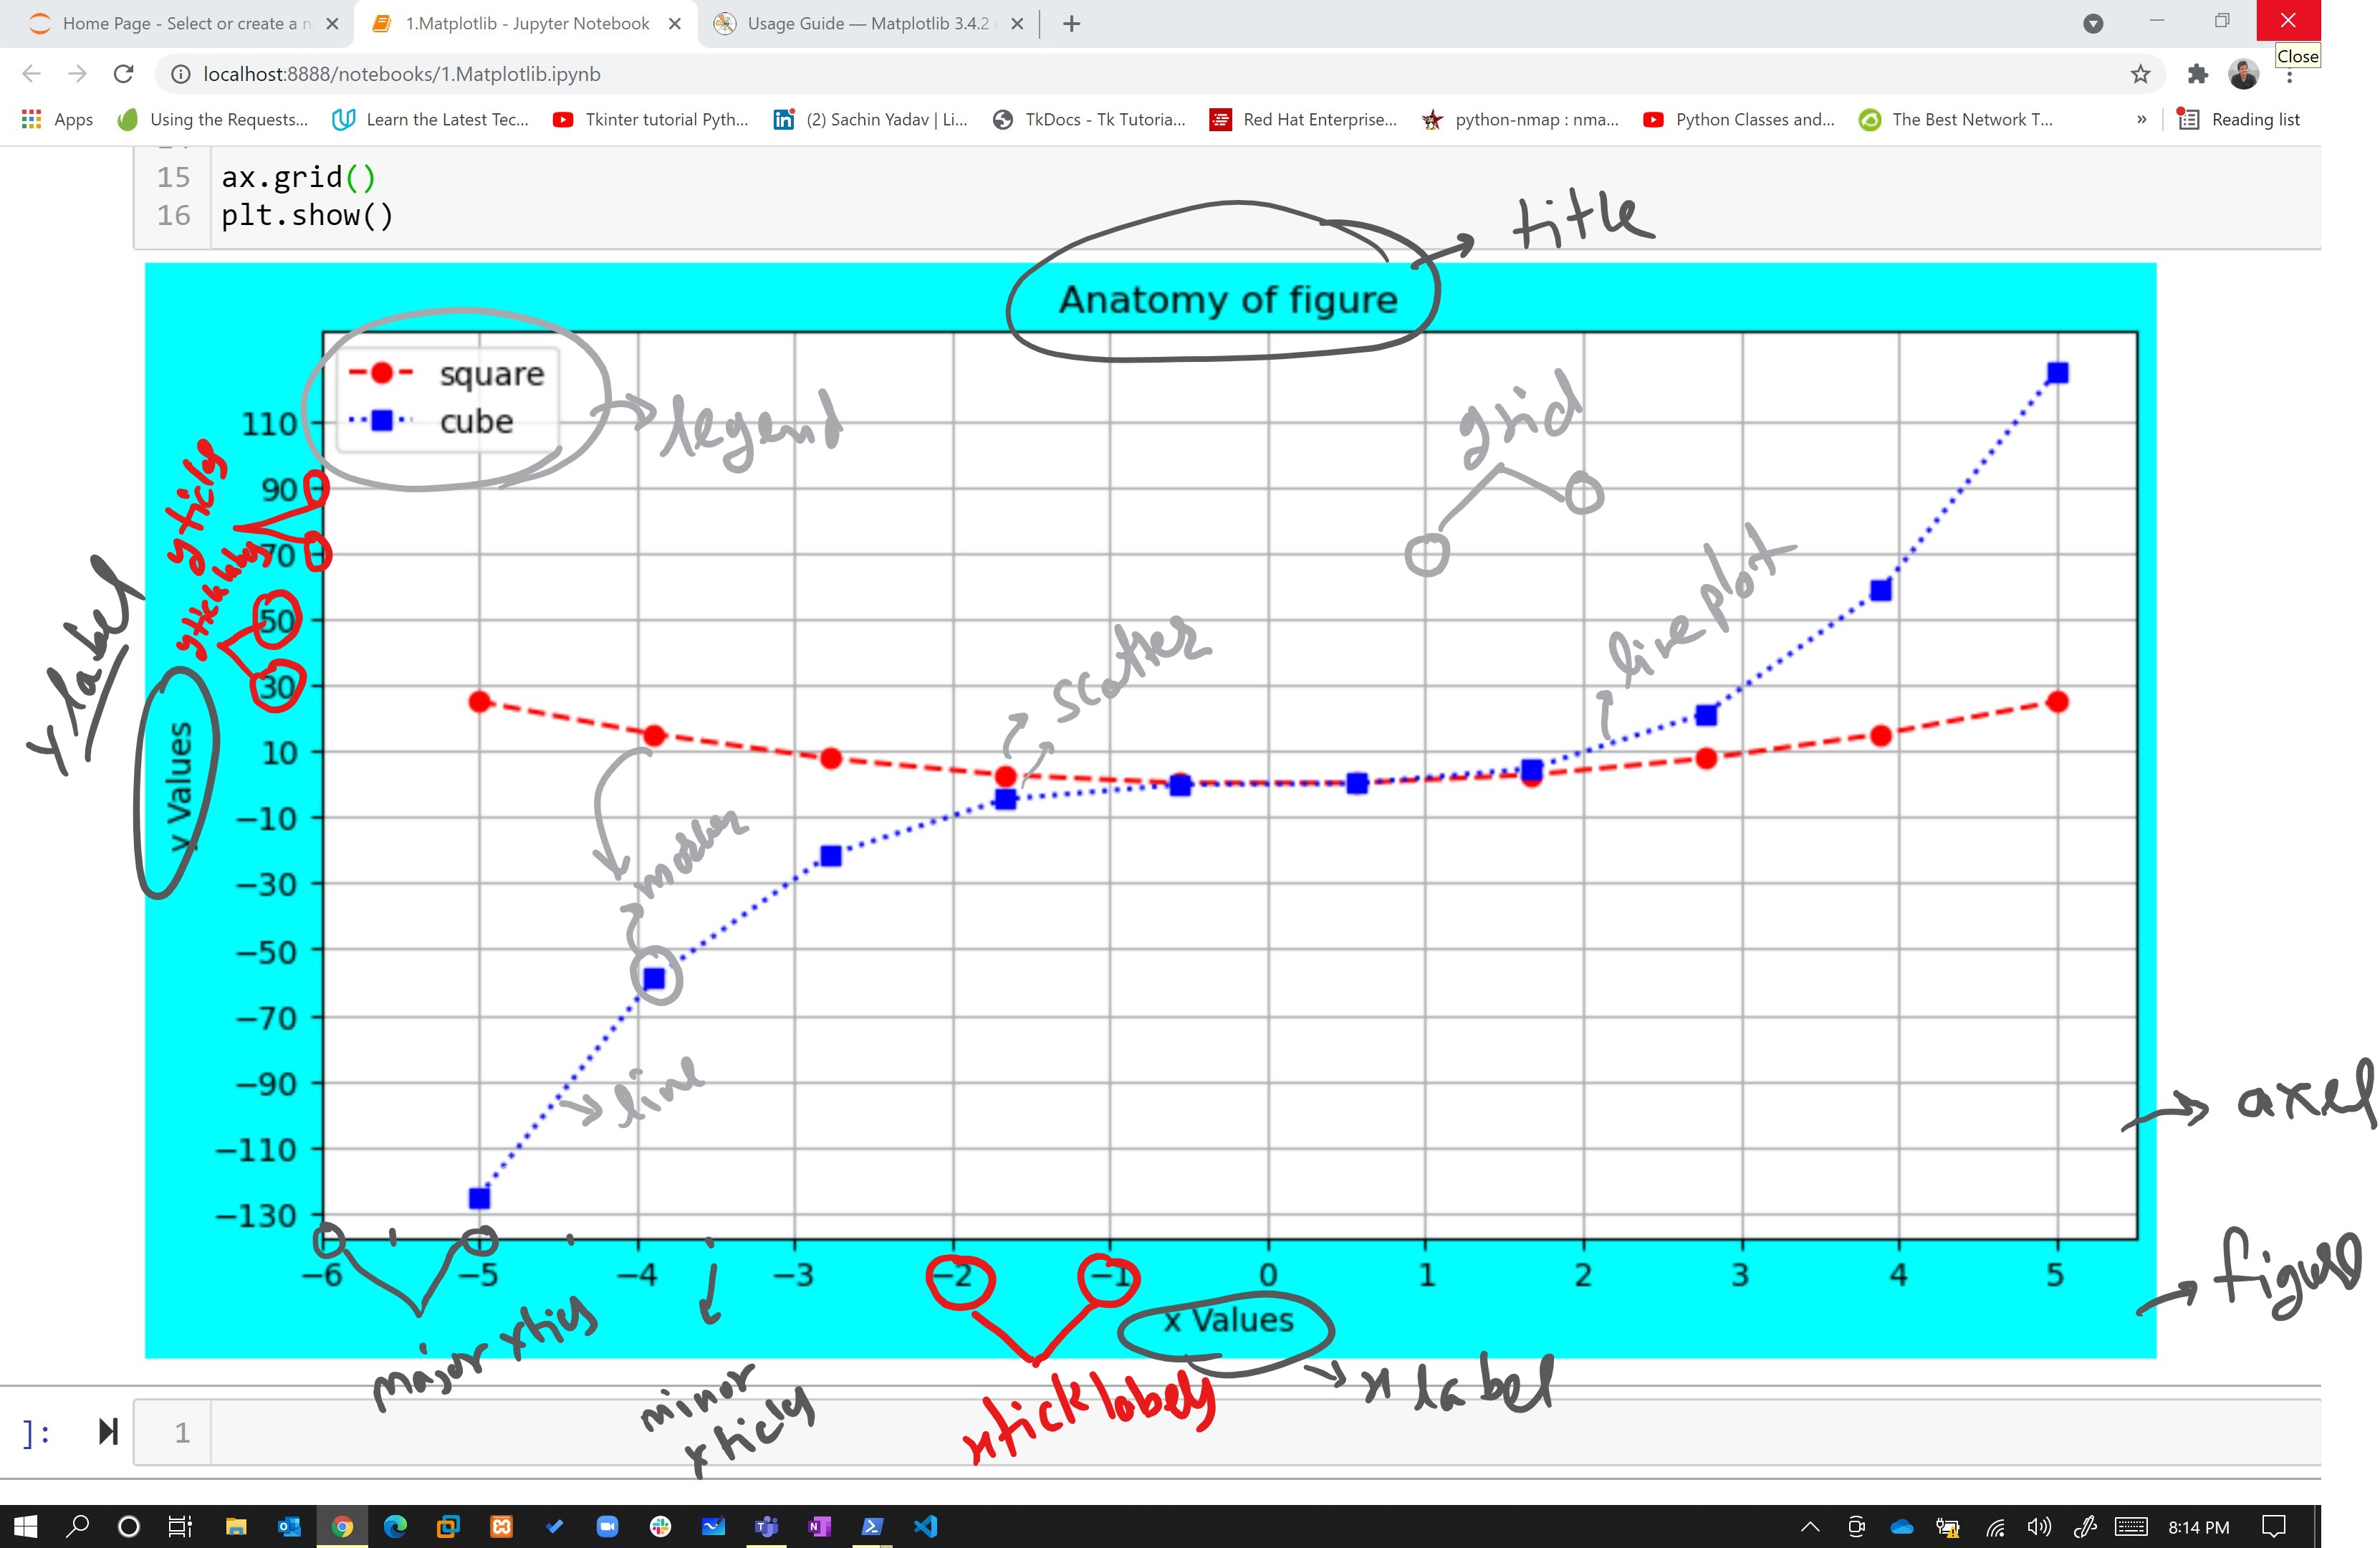 Home Page - Select or create a n
1.Matplotlib - Jupyter Notebook
Usage Guide — Matplotlib 3.4.2
Close
localhost:8888/notebooks/1.Matplotlib.ipynb
Apps
Using the Requests...
Learn the Latest Tec...
Tkinter tutorial Pyth...
(2) Sachin Yadav | Li...
TkDocs - Tk Tutoria...
Red Hat Enterprise...
python-nmap : nma...
Python Classes and...
The Best Network T...
»
Reading list
15 ax.grid()
16 plt.show()
title
Anatomy of figure
square
cube
legend
grid
110
90
70
50
30
10
−10
−30
−50
−70
−90
−110
−130
yticks
ytick labels
Y label
y Values
scatter
line plot
marker
line
axes
figure
−6 −5 −4 −3 −2 −1 0 1 2 3 4 5
x Values
major xticks
minor
xticks
xtick labels
x label
]:
1
8:14 PM